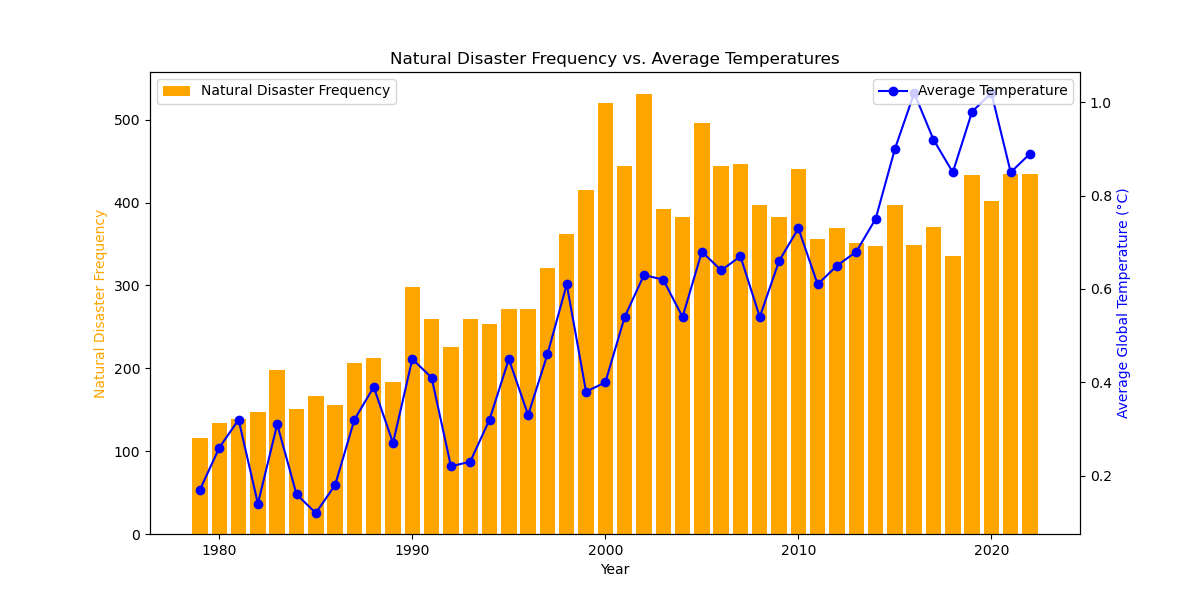 Natural Disaster Frequency vs. Average Temperatures
Natural Disaster Frequency
Average Temperature
Natural Disaster Frequency
500
400
300
200
100
0
1.0
0.8
0.6
0.4
0.2
Average Global Temperature (°C)
1980 1990 2000 2010 2020
Year